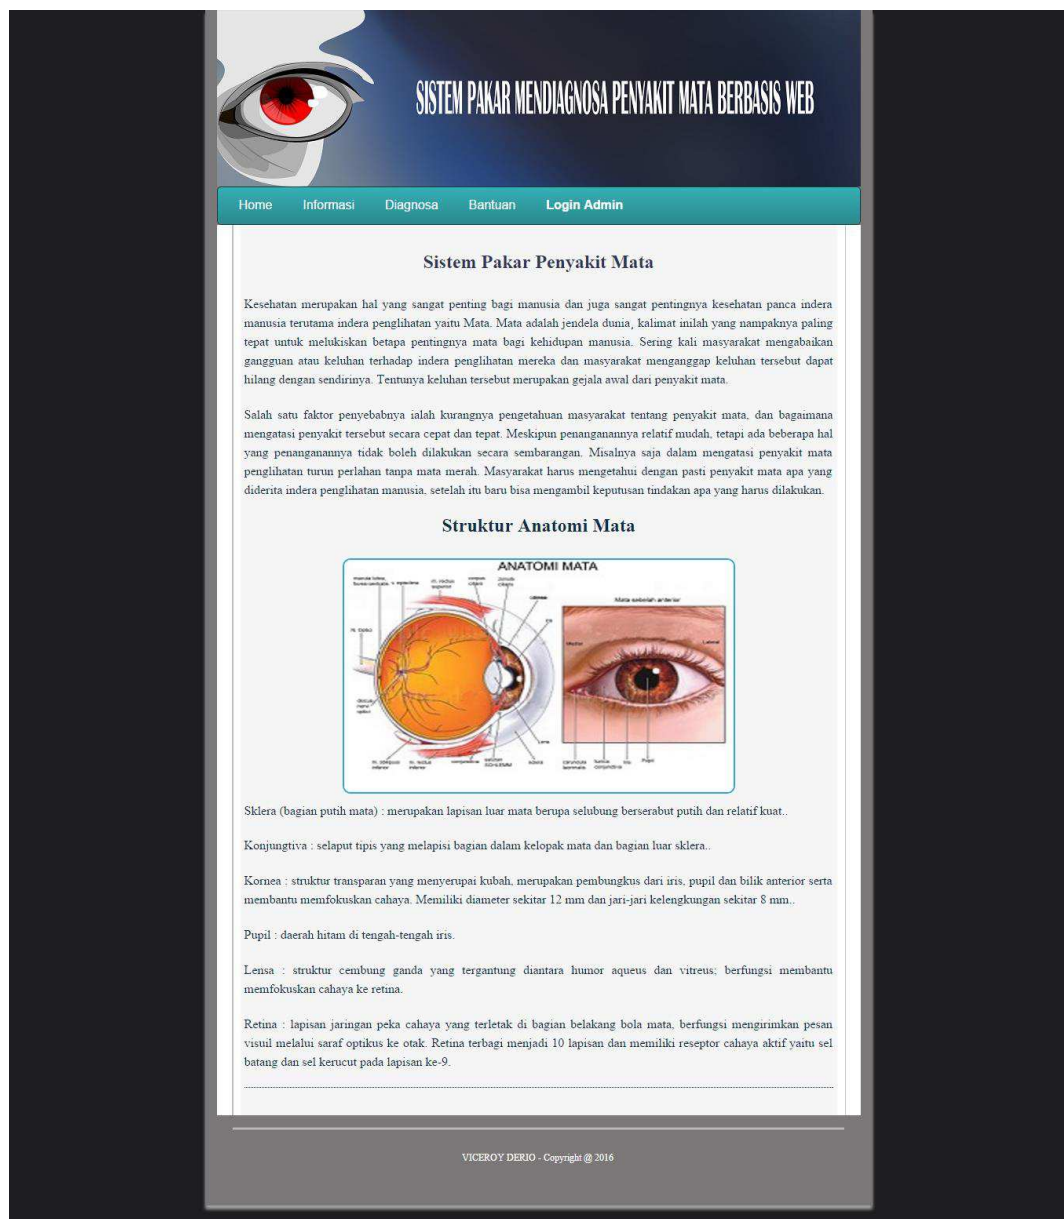 SISTEM PAKAR MENDIAGNOSA PENYAKIT MATA BERBASIS WEB
Home Informasi Diagnosa Bantuan Login Admin
Sistem Pakar Penyakit Mata
Kesehatan merupakan hal yang sangat penting bagi manusia dan juga sangat pentingnya kesehatan panca indera
manusia terutama indera penglihatan yaitu Mata. Mata adalah jendela dunia, kalimat inilah yang nampaknya paling
tepat untuk melukiskan betapa pentingnya mata bagi kehidupan manusia. Sering kali masyarakat mengabaikan
gangguan atau keluhan terhadap indera penglihatan mereka dan masyarakat menganggap keluhan tersebut dapat
hilang dengan sendirinya. Tentunya keluhan tersebut merupakan gejala awal dari penyakit mata.
Salah satu faktor penyebabnya ialah kurangnya pengetahuan masyarakat tentang penyakit mata, dan bagaimana
mengatasi penyakit tersebut secara cepat dan tepat. Meskipun penanganannya relatif mudah, tetapi ada beberapa hal
yang penanganannya tidak boleh dilakukan secara sembarangan. Misalnya saja dalam mengatasi penyakit mata
penglihatan turun perlahan tanpa mata merah. Masyarakat harus mengetahui dengan pasti penyakit mata apa yang
diderita indera penglihatan manusia, setelah itu baru bisa mengambil keputusan tindakan apa yang harus dilakukan.
Struktur Anatomi Mata
ANATOMI MATA
Mata sebelah anterior
Medial
Lateral
Lens
Iris
Pupil
Sklera (bagian putih mata) : merupakan lapisan luar mata berupa selubung berserabut putih dan relatif kuat..
Konjungtiva : selaput tipis yang melapisi bagian dalam kelopak mata dan bagian luar sklera..
Kornea : struktur transparan yang menyerupai kubah, merupakan pembungkus dari iris, pupil dan bilik anterior serta
membantu memfokuskan cahaya. Memiliki diameter sekitar 12 mm dan jari-jari kelengkungan sekitar 8 mm..
Pupil : daerah hitam di tengah-tengah iris.
Lensa : struktur cembung ganda yang tergantung diantara humor aqueus dan vitreus; berfungsi membantu
memfokuskan cahaya ke retina.
Retina : lapisan jaringan peka cahaya yang terletak di bagian belakang bola mata, berfungsi mengirimkan pesan
visuil melalui saraf optikus ke otak. Retina terbagi menjadi 10 lapisan dan memiliki reseptor cahaya aktif yaitu sel
batang dan sel kerucut pada lapisan ke-9.
VICEROY DERIO - Copyright @ 2016